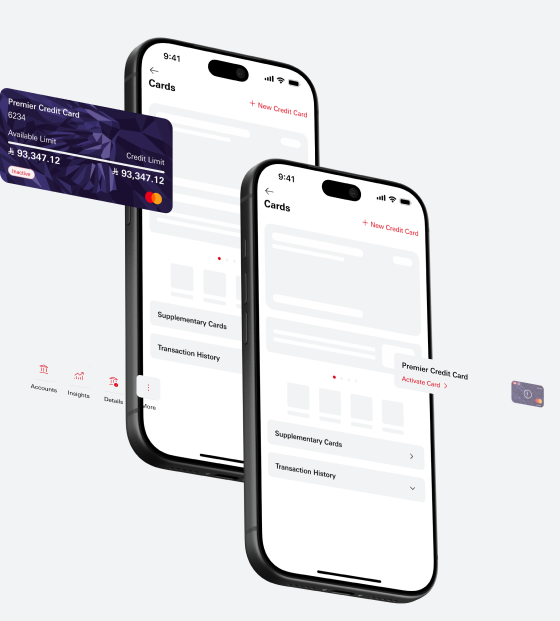 9:41
Cards
+ New Credit Card
Premier Credit Card
6234
Available Limit
Credit Limit
⃁ 93,347.12
⃁ 93,347.12
Inactive
Supplementary Cards
Transaction History
Accounts
Insights
Details
More
9:41
Cards
+ New Credit Card
Premier Credit Card
Activate Card
Supplementary Cards
Transaction History